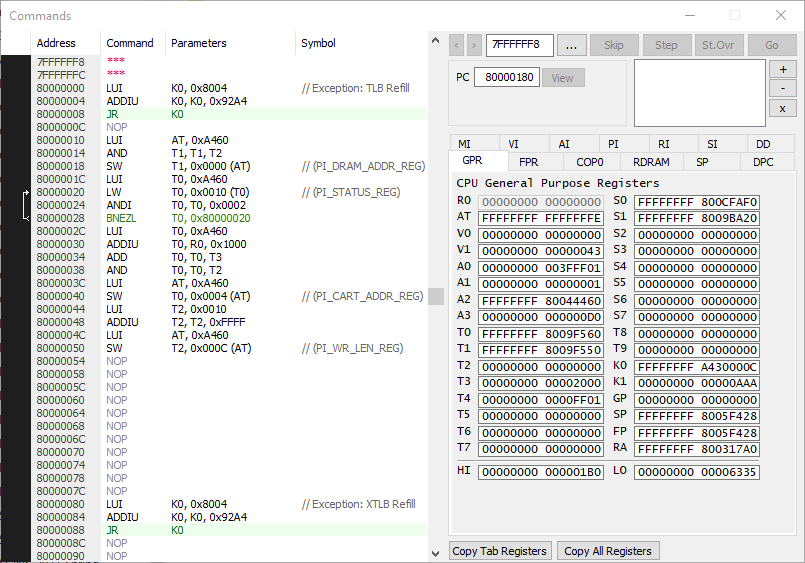 Commands
Address Command Parameters Symbol
7FFFFFF8 ***
7FFFFFFC ***
80000000 LUI K0, 0x8004 // Exception: TLB Refill
80000004 ADDIU K0, K0, 0x92A4
80000008 JR K0
8000000C NOP
80000010 LUI AT, 0xA460
80000014 AND T1, T1, T2
80000018 SW T1, 0x0000 (AT) // (PI_DRAM_ADDR_REG)
8000001C LUI T0, 0xA460
80000020 LW T0, 0x0010 (T0) // (PI_STATUS_REG)
80000024 ANDI T0, T0, 0x0002
80000028 BNEZL T0, 0x80000020
8000002C LUI T0, 0xA460
80000030 ADDIU T0, R0, 0x1000
80000034 ADD T0, T0, T3
80000038 AND T0, T0, T2
8000003C LUI AT, 0xA460
80000040 SW T0, 0x0004 (AT) // (PI_CART_ADDR_REG)
80000044 LUI T2, 0x0010
80000048 ADDIU T2, T2, 0xFFFF
8000004C LUI AT, 0xA460
80000050 SW T2, 0x000C (AT) // (PI_WR_LEN_REG)
80000054 NOP
80000058 NOP
8000005C NOP
80000060 NOP
80000064 NOP
80000068 NOP
8000006C NOP
80000070 NOP
80000074 NOP
80000078 NOP
8000007C NOP
80000080 LUI K0, 0x8004 // Exception: XTLB Refill
80000084 ADDIU K0, K0, 0x92A4
80000088 JR K0
8000008C NOP
80000090 NOP
< > 7FFFFFF8 ... Skip Step St.Ovr Go
PC 80000180 View
+
-
x
MI VI AI PI RI SI DD
GPR FPR COP0 RDRAM SP DPC
CPU General Purpose Registers
R0 00000000 00000000 S0 FFFFFFFF 800CFAF0
AT FFFFFFFF FFFFFFFE S1 FFFFFFFF 8009BA20
V0 00000000 00000000 S2 00000000 00000000
V1 00000000 00000043 S3 00000000 00000000
A0 00000000 003FFF01 S4 00000000 00000000
A1 00000000 00000001 S5 00000000 00000000
A2 FFFFFFFF 80044460 S6 00000000 00000000
A3 00000000 000000D0 S7 00000000 00000000
T0 FFFFFFFF 8009F560 T8 00000000 00000000
T1 FFFFFFFF 8009F550 T9 00000000 00000000
T2 00000000 00000000 K0 FFFFFFFF A430000C
T3 00000000 00002000 K1 00000000 00000AAA
T4 00000000 0000FF01 GP 00000000 00000000
T5 00000000 00000000 SP FFFFFFFF 8005F428
T6 00000000 00000000 FP FFFFFFFF 8005F428
T7 00000000 00000000 RA FFFFFFFF 800317A0
HI 00000000 000001B0 LO 00000000 00006335
Copy Tab Registers Copy All Registers